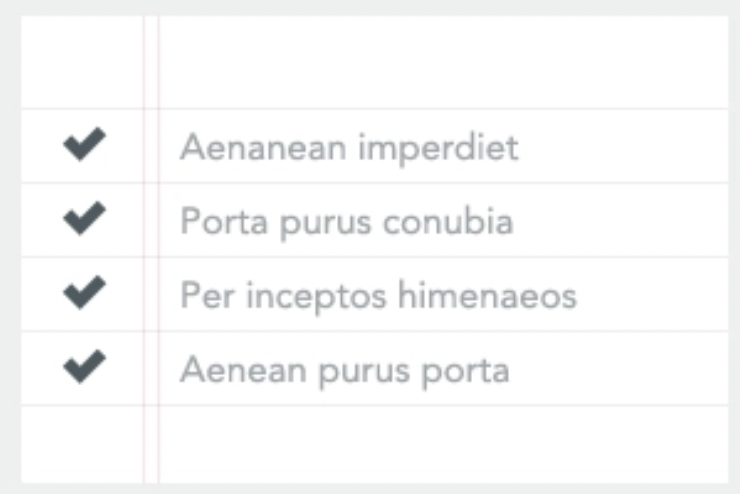 Aenanean imperdiet
Porta purus conubia
Per inceptos himenaeos
Aenean purus porta